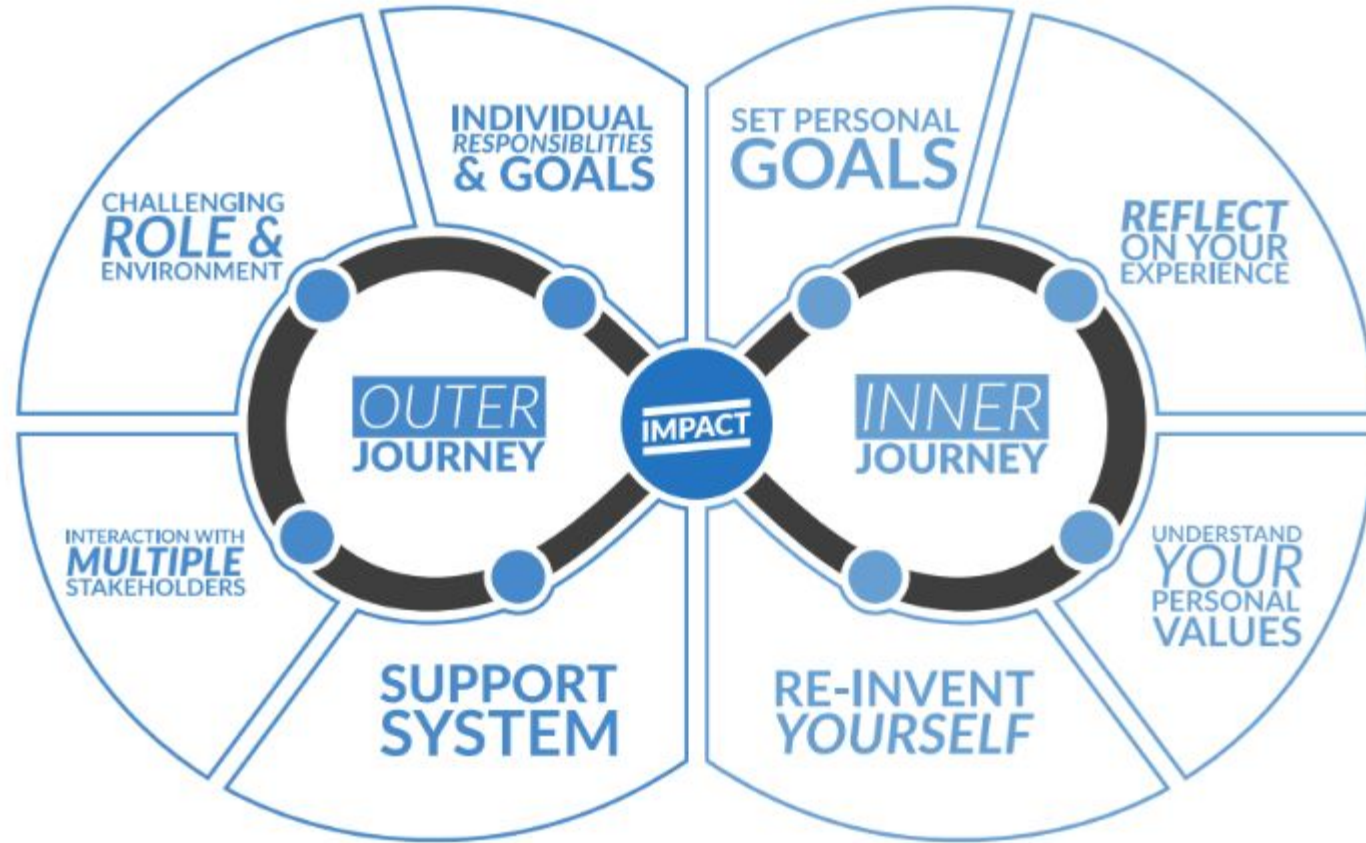 INDIVIDUAL
RESPONSIBLITIES
& GOALS
SET PERSONAL
GOALS
CHALLENGING
ROLE &
ENVIRONMENT
REFLECT
ON YOUR
EXPERIENCE
OUTER
JOURNEY
IMPACT
INNER
JOURNEY
INTERACTION WITH
MULTIPLE
STAKEHOLDERS
UNDERSTAND
YOUR
PERSONAL
VALUES
SUPPORT
SYSTEM
RE-INVENT
YOURSELF